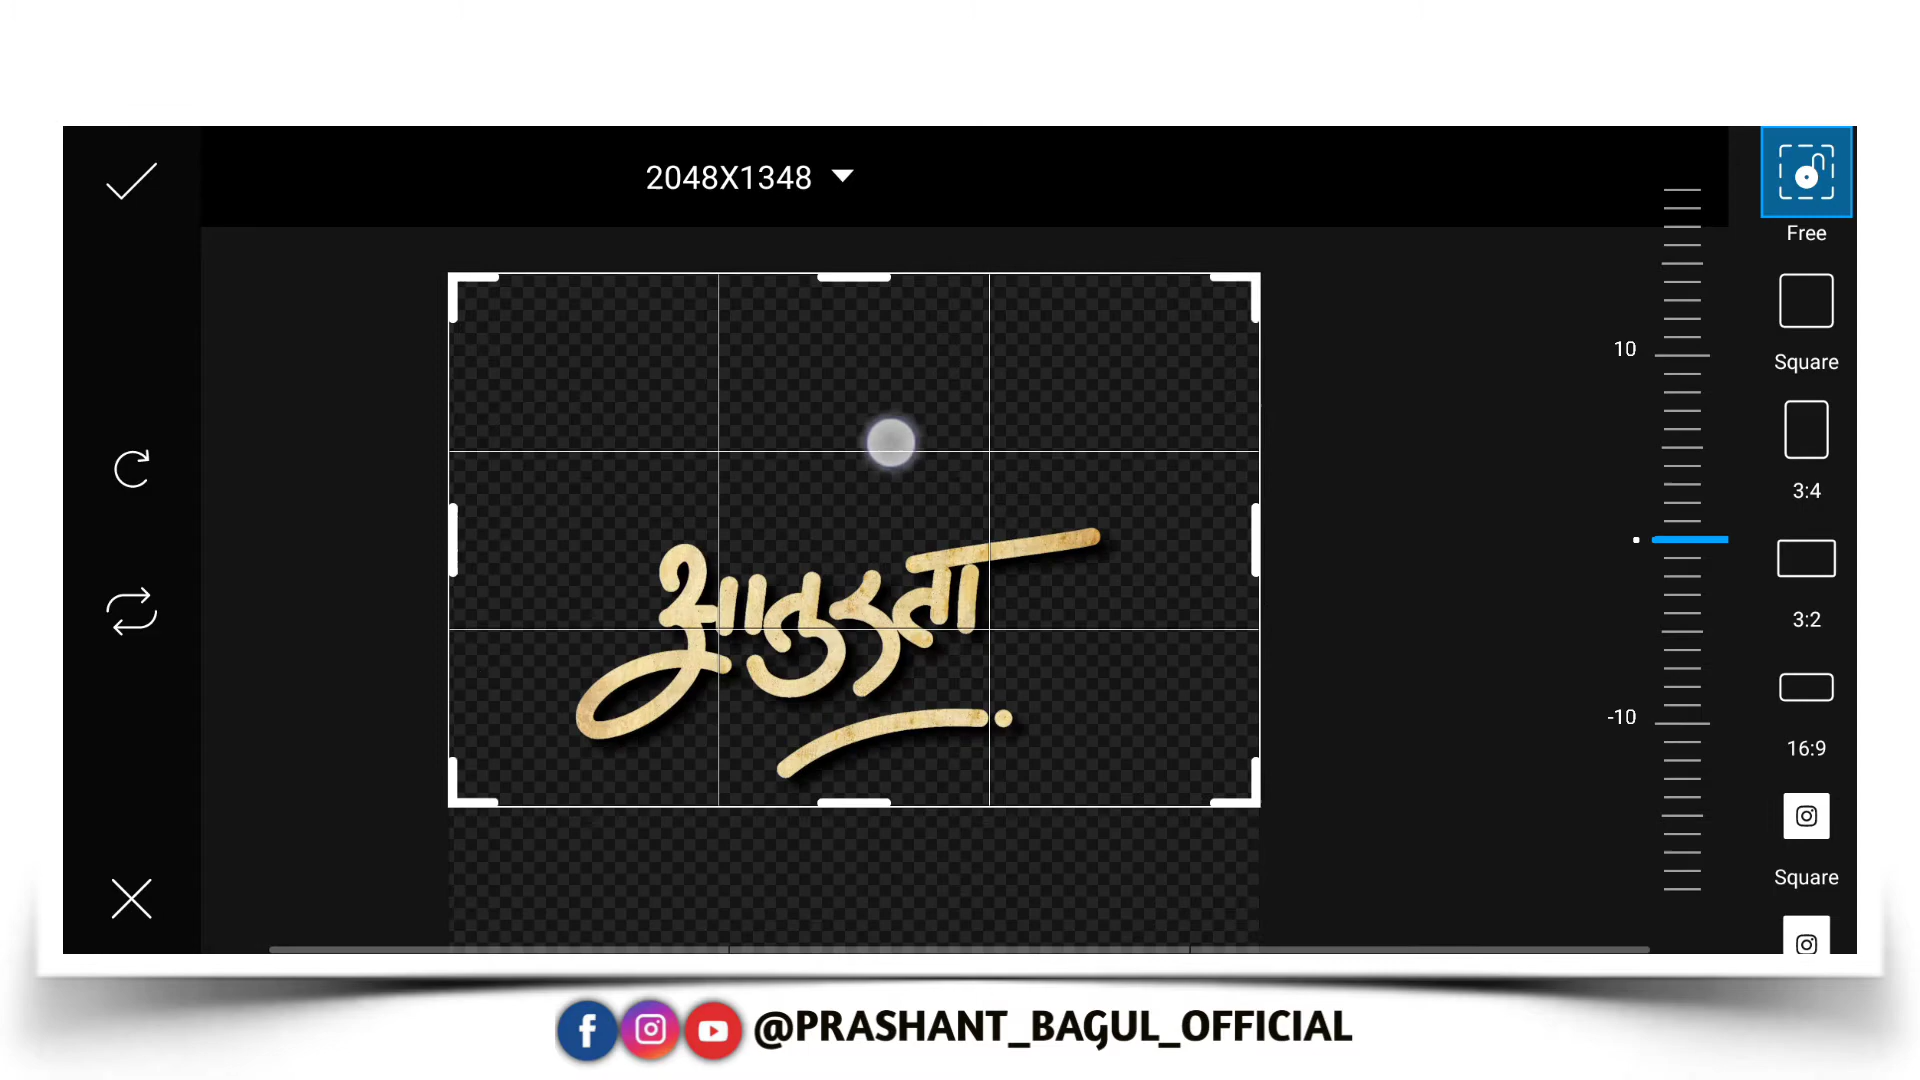 2048X1348
Free
10
Square
3:4
आतुरता
3:2
-10
16:9
Square
@PRASHANT_BAGUL_OFFICIAL